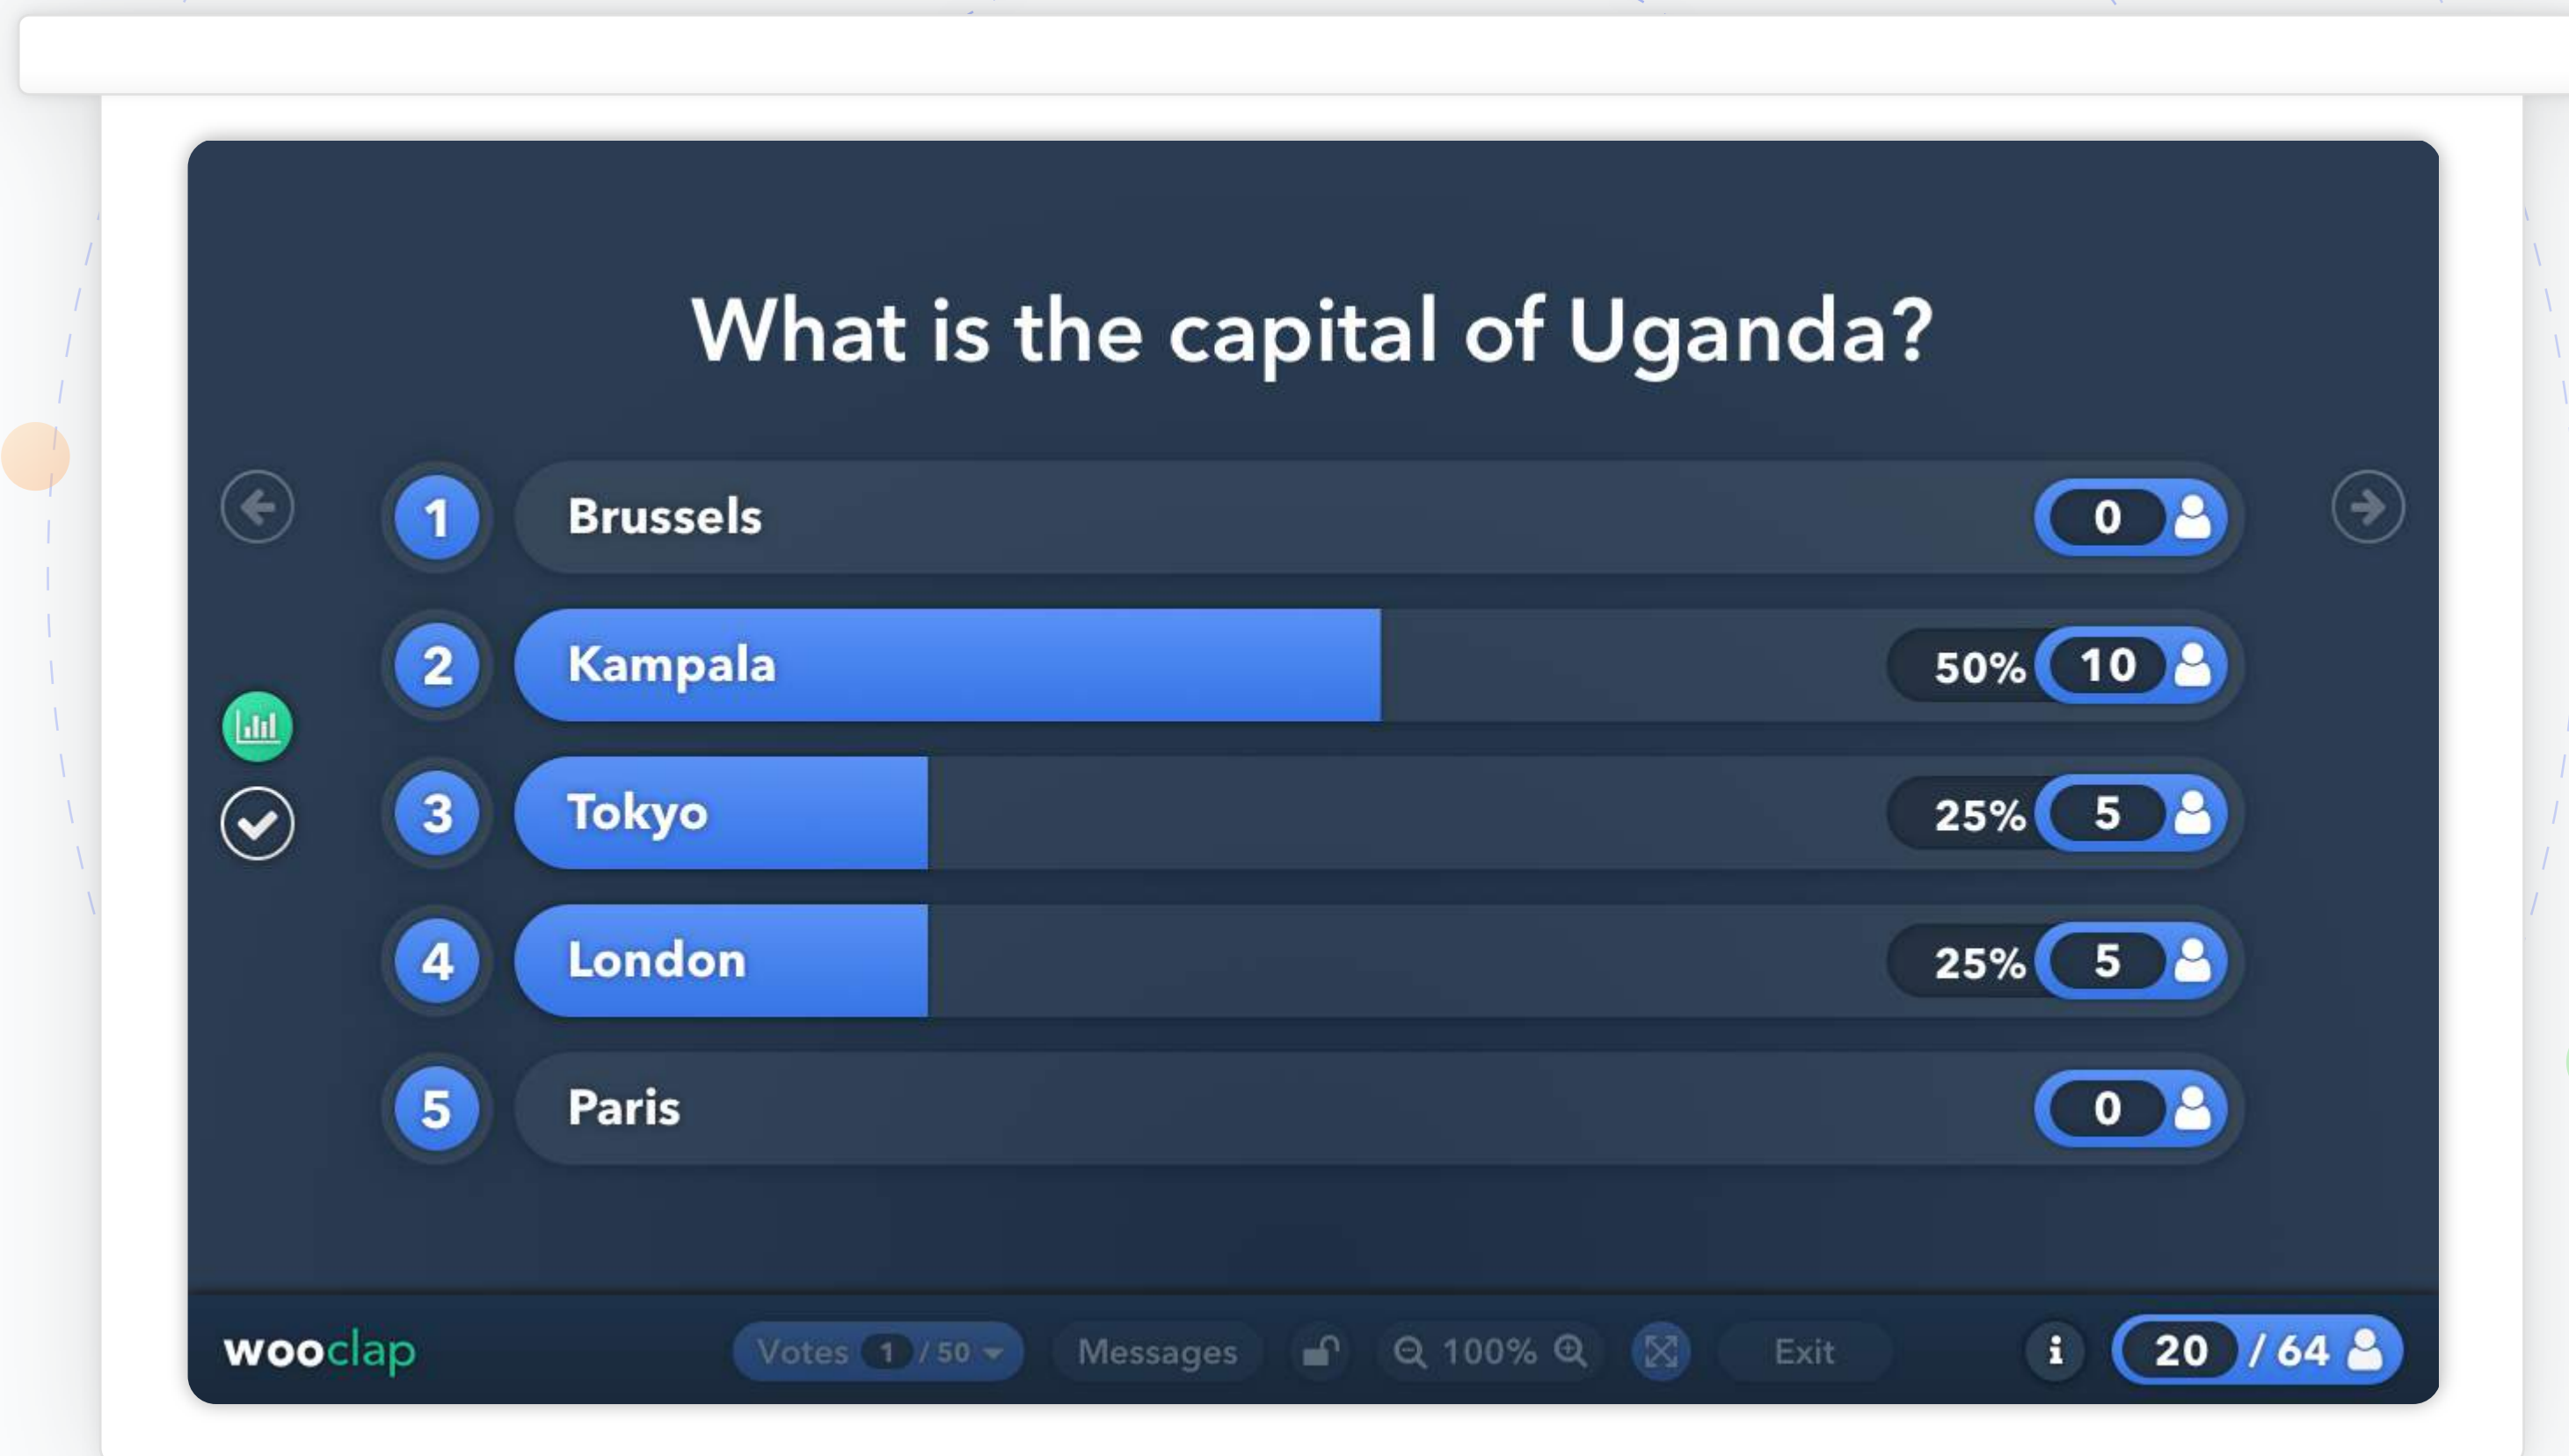 What is the capital of Uganda?
1 Brussels 0
2 Kampala 50% 10
3 Tokyo 25% 5
4 London 25% 5
5 Paris 0
wooclap Votes 1 / 50 Messages 100% Exit i 20 / 64